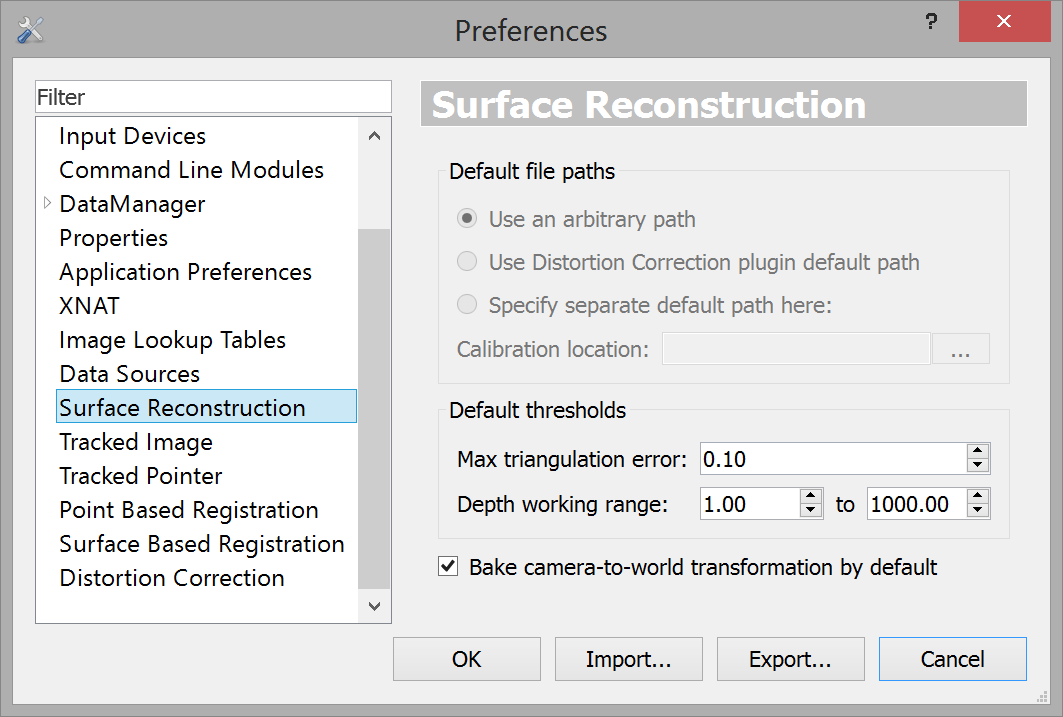 Preferences
?
Filter
Input Devices
Command Line Modules
DataManager
Properties
Application Preferences
XNAT
Image Lookup Tables
Data Sources
Surface Reconstruction
Tracked Image
Tracked Pointer
Point Based Registration
Surface Based Registration
Distortion Correction
Surface Reconstruction
Default file paths
Use an arbitrary path
Use Distortion Correction plugin default path
Specify separate default path here:
Calibration location: ...
Default thresholds
Max triangulation error: 0.10
Depth working range: 1.00 to 1000.00
Bake camera-to-world transformation by default
OK Import... Export... Cancel